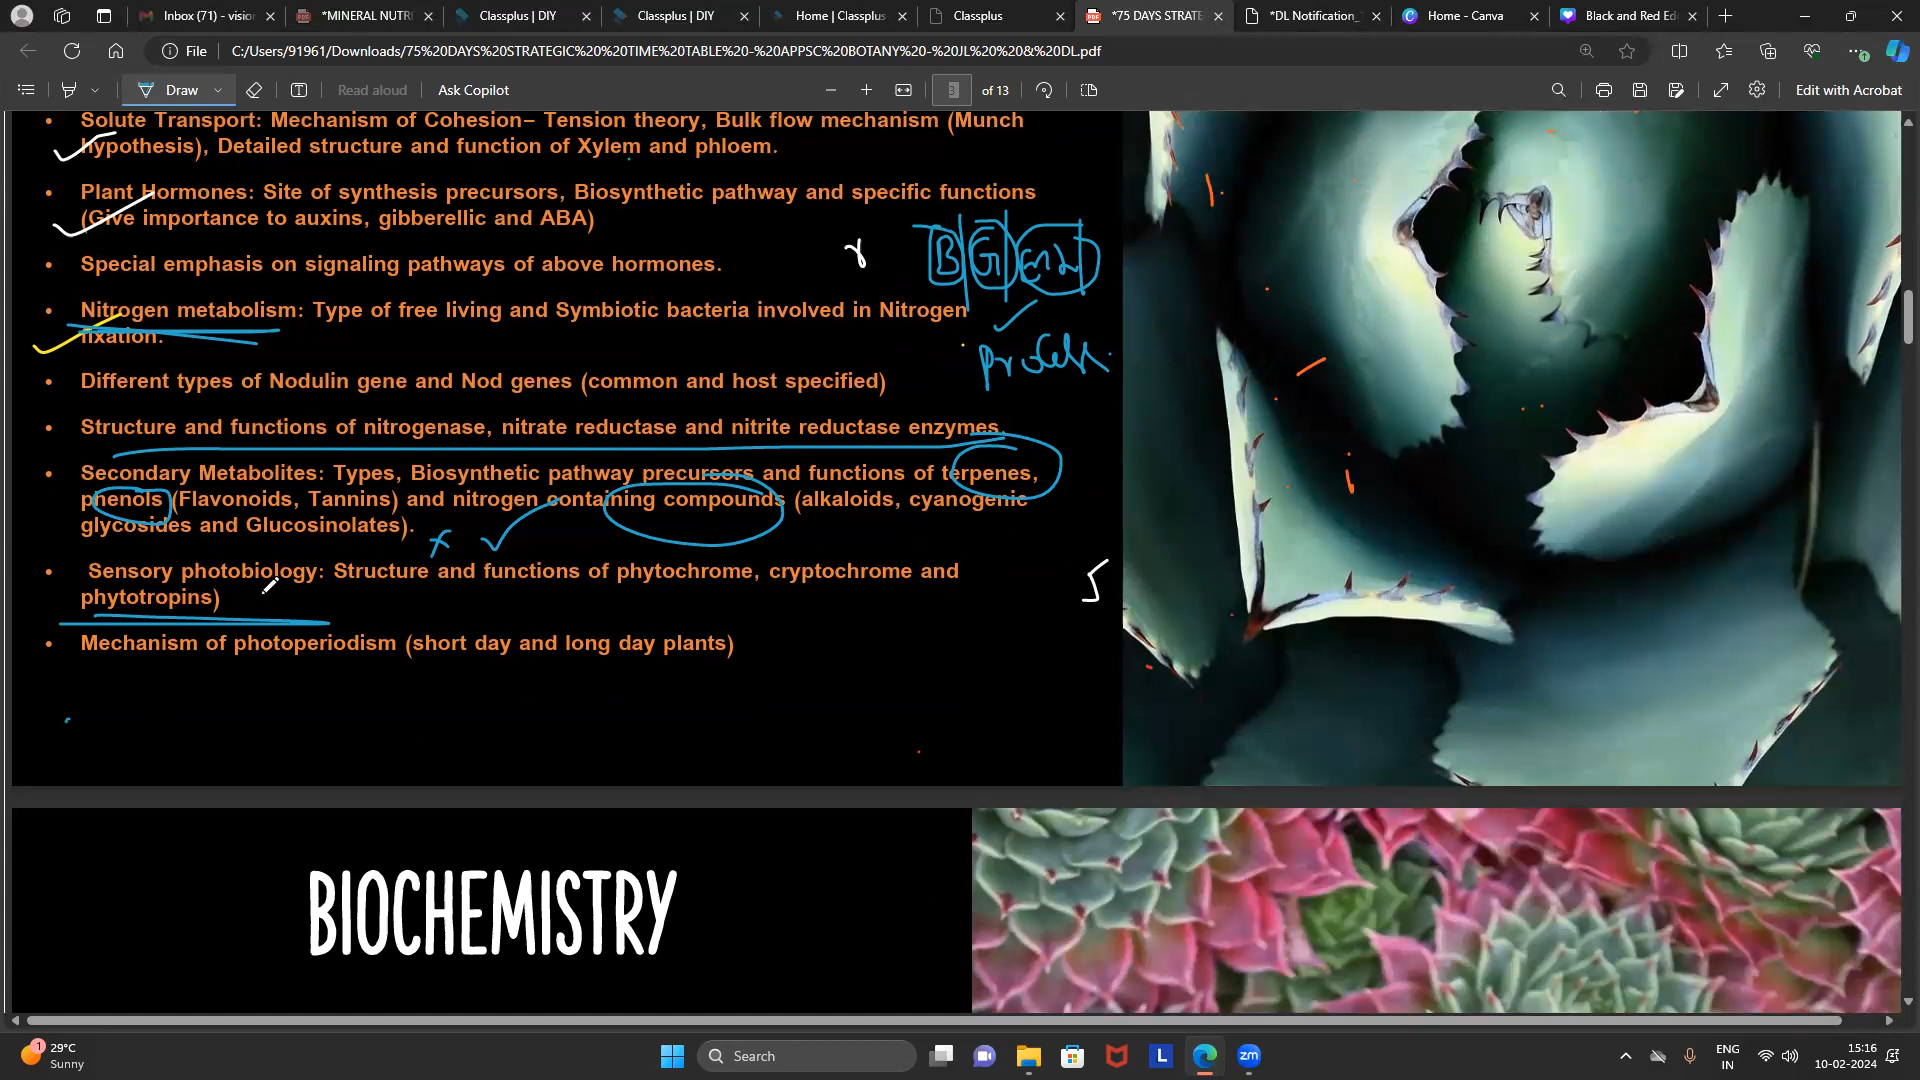 Inbox (71) - vision
*MINERAL NUTRI
Classplus | DIY
Classplus | DIY
Home | Classplus
Classplus
*75 DAYS STRATE
*DL Notification_
Home - Canva
Black and Red Ed
File
C:/Users/91961/Downloads/75%20DAYS%20STRATEGIC%20%20TIME%20TABLE%20-%20APPSC%20BOTANY%20-%20JL%20%20&%20DL.pdf
Draw
Read aloud
Ask Copilot
3 of 13
Edit with Acrobat
• Solute Transport: Mechanism of Cohesion– Tension theory, Bulk flow mechanism (Munch
hypothesis), Detailed structure and function of Xylem and phloem.
• Plant Hormones: Site of synthesis precursors, Biosynthetic pathway and specific functions
(Give importance to auxins, gibberellic and ABA)
• Special emphasis on signaling pathways of above hormones.
B G
• Nitrogen metabolism: Type of free living and Symbiotic bacteria involved in Nitrogen
fixation.
• Different types of Nodulin gene and Nod genes (common and host specified)
• Structure and functions of nitrogenase, nitrate reductase and nitrite reductase enzymes.
• Secondary Metabolites: Types, Biosynthetic pathway precursors and functions of terpenes,
phenols (Flavonoids, Tannins) and nitrogen containing compounds (alkaloids, cyanogenic
glycosides and Glucosinolates).
• Sensory photobiology: Structure and functions of phytochrome, cryptochrome and
phytotropins)
• Mechanism of photoperiodism (short day and long day plants)
BIOCHEMISTRY
1
29°C
Sunny
Search
L
zm
ENG
IN
15:16
10-02-2024